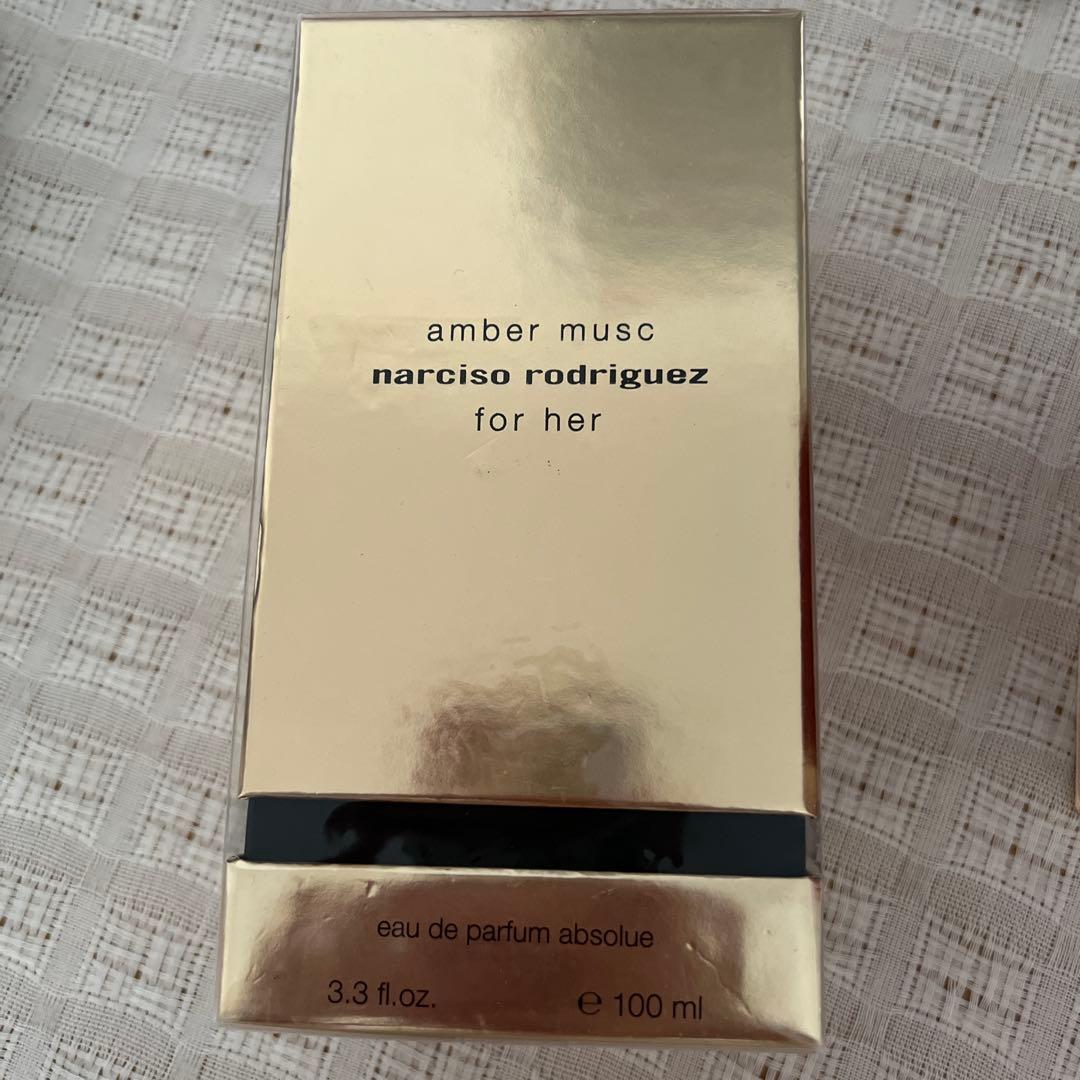 amber musc
narciso rodriguez
for her
eau de parfum absolue
3.3 fl.oz. ℮ 100 ml